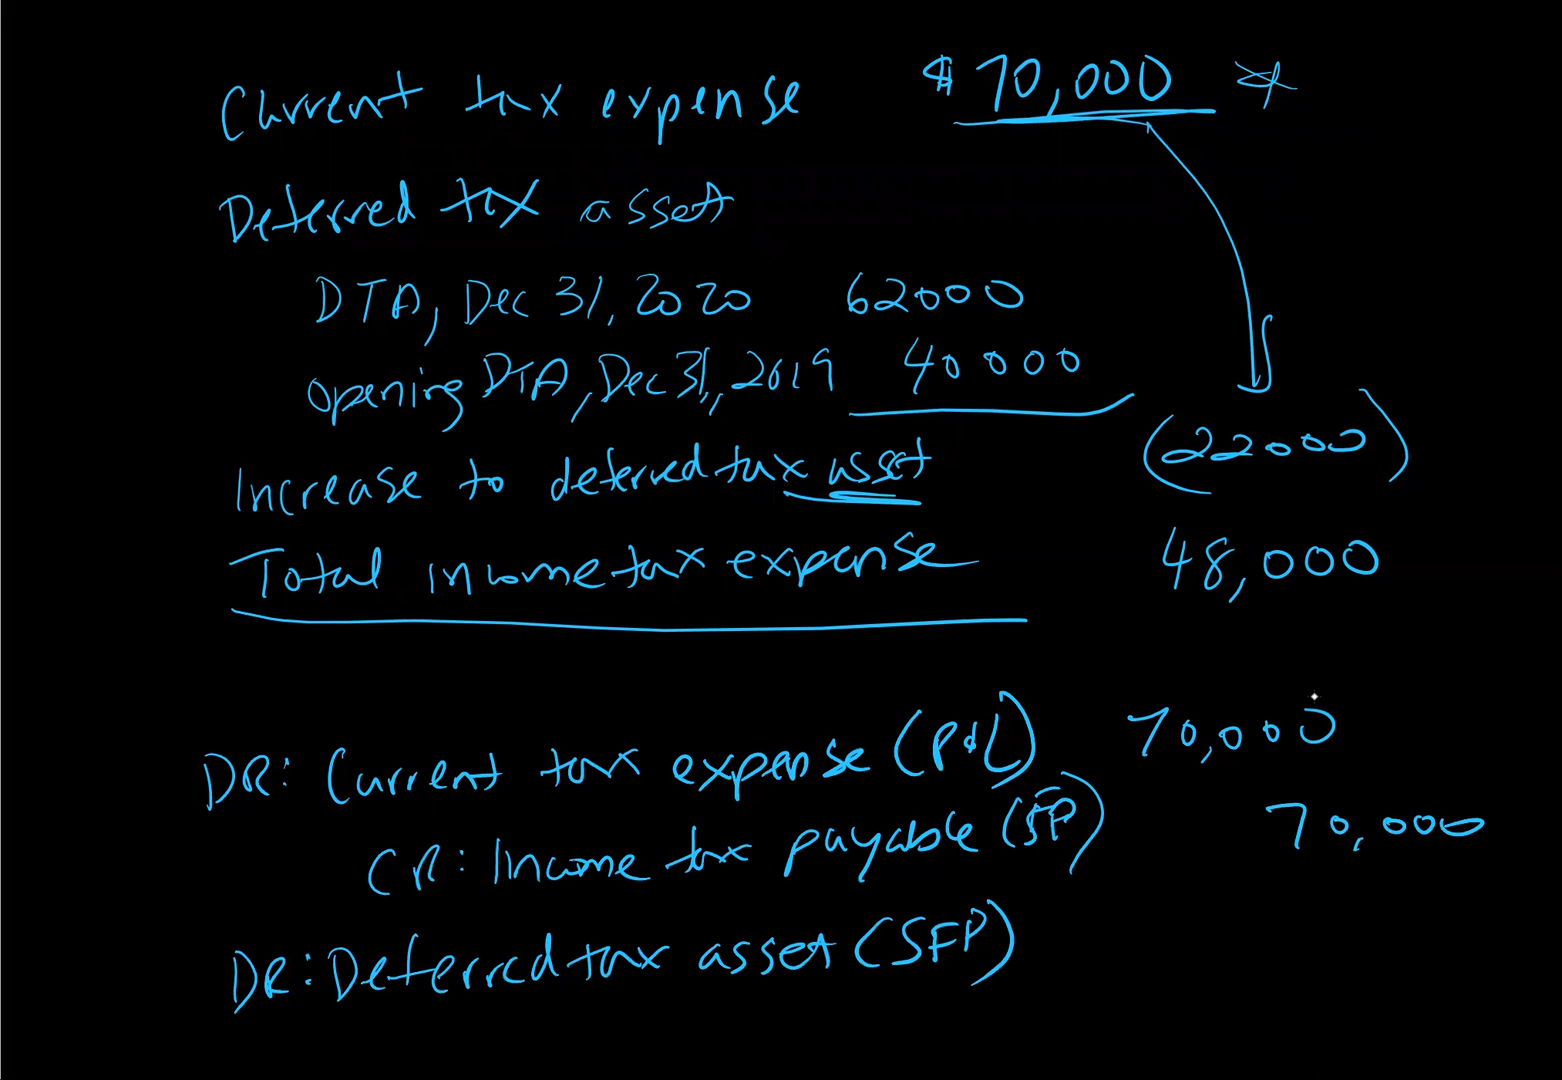 Current tax expense $70,000 *
Deferred tax asset
DTA, Dec 31, 2020 62000
opening DTA, Dec 31, 2019 40000
Increase to deferred tax asset (22000)
Total income tax expense 48,000
DR: Current tax expense (P&L) 70,000
CR: Income tax payable (SFP) 70,000
DR: Deferred tax asset (SFP)